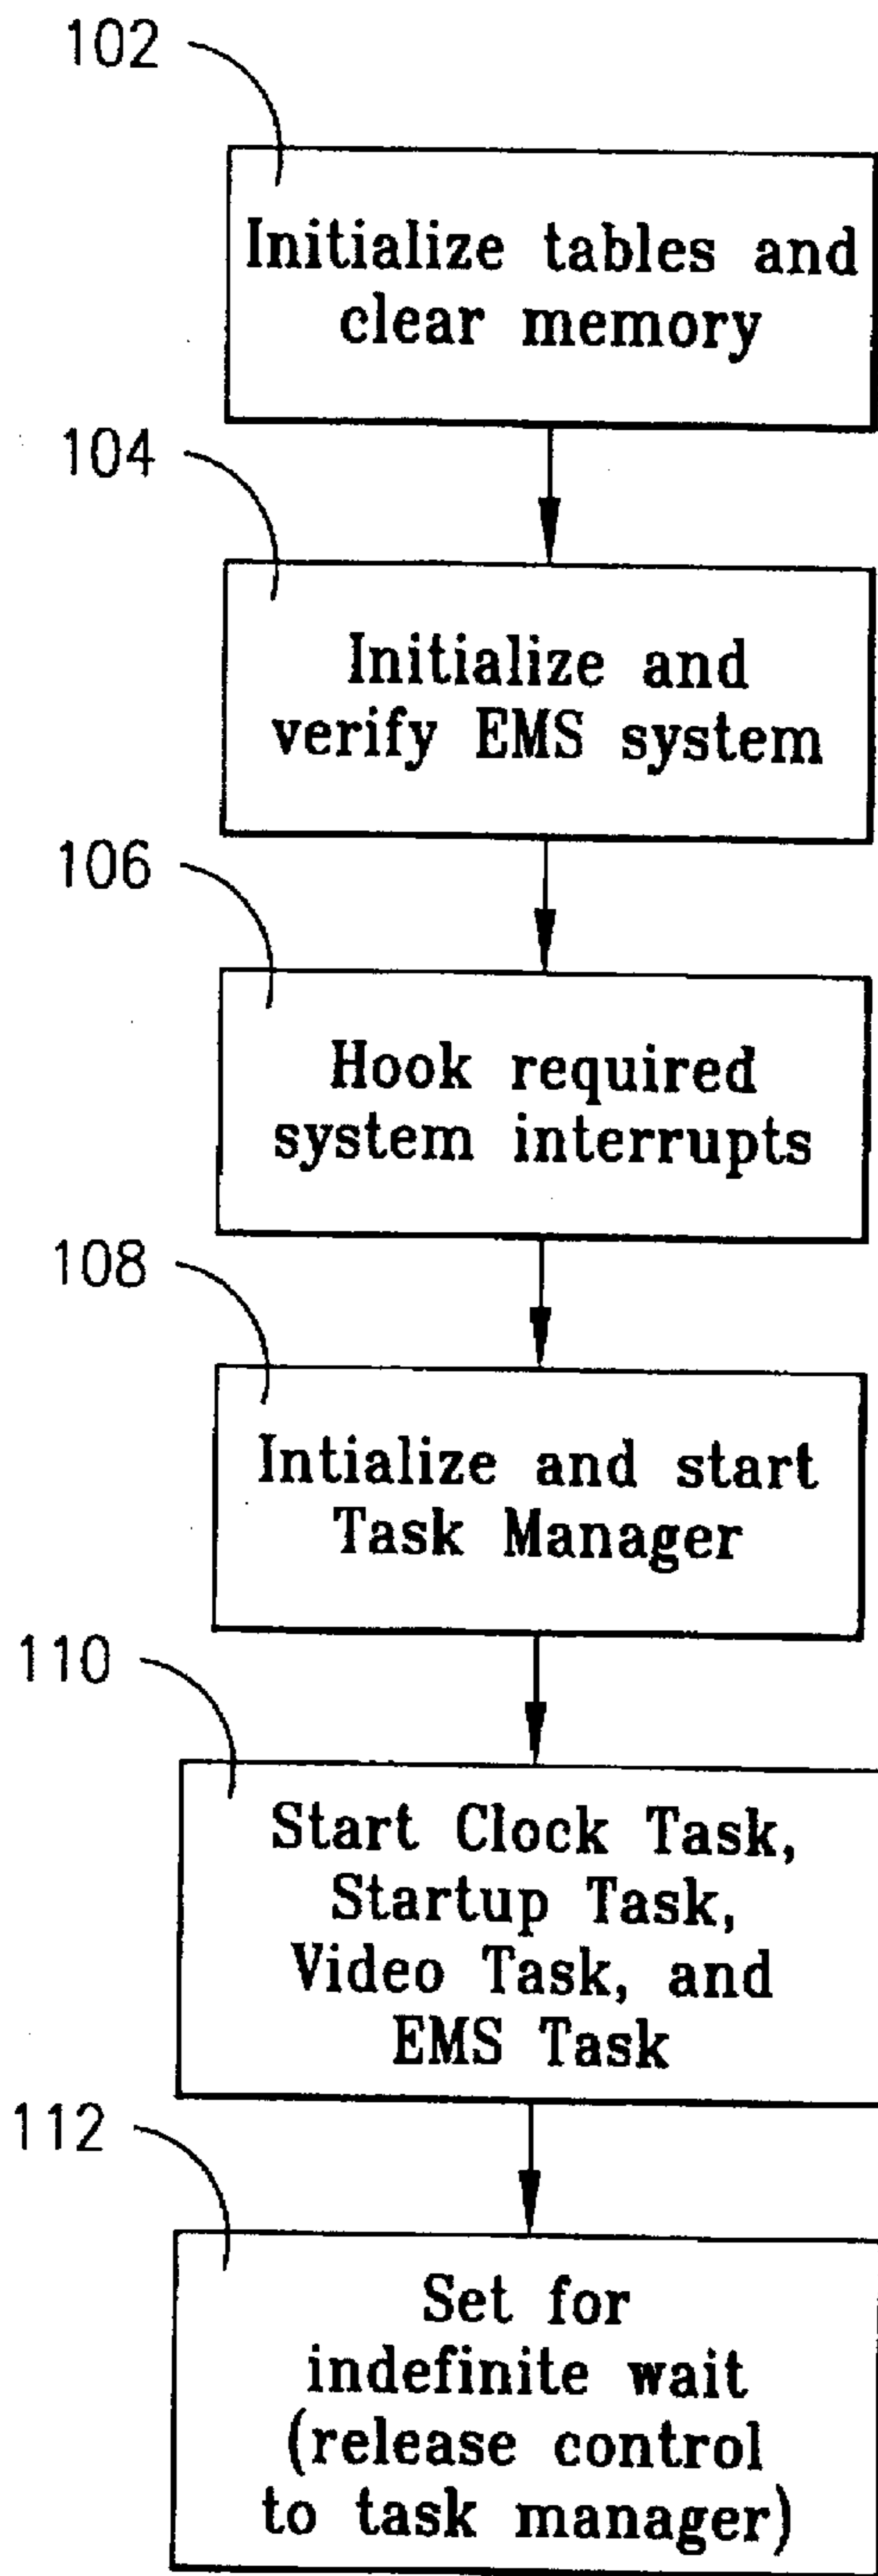 102
Initialize tables and
clear memory
104
Initialize and
verify EMS system
106
Hook required
system interrupts
108
Intialize and start
Task Manager
110
Start Clock Task,
Startup Task,
Video Task, and
EMS Task
112
Set for
indefinite wait
(release control
to task manager)